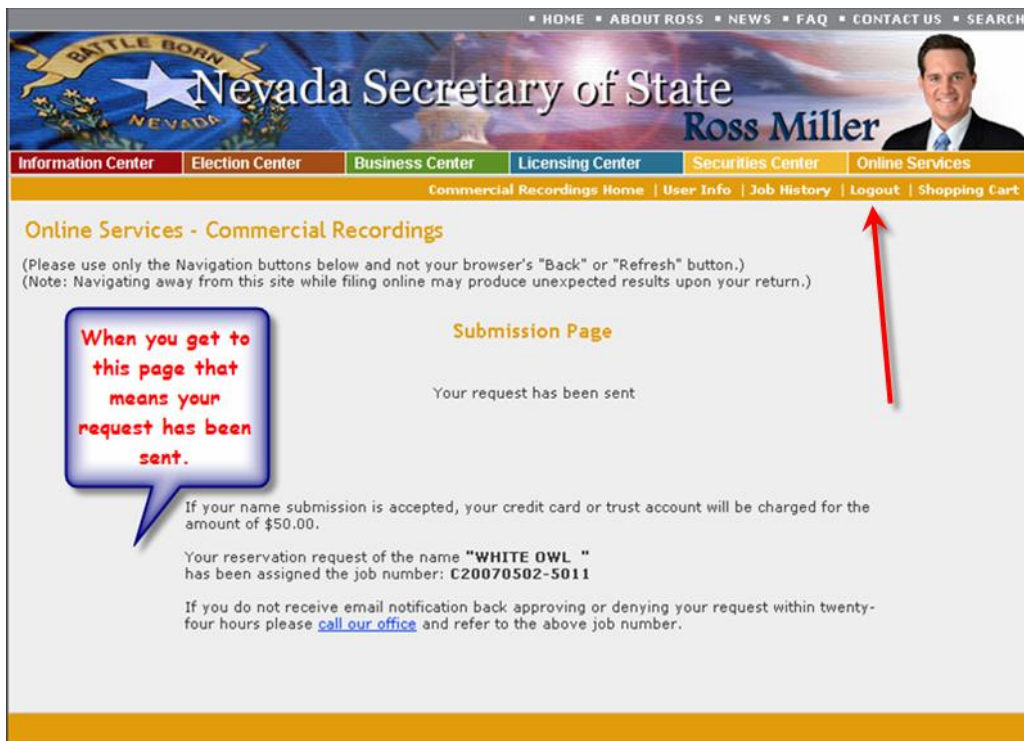 ▪ HOME ▪ ABOUT ROSS ▪ NEWS ▪ FAQ ▪ CONTACT US ▪ SEARCH
BATTLE BORN
NEVADA
Nevada Secretary of State
Ross Miller
Information Center Election Center Business Center Licensing Center Securities Center Online Services
Commercial Recordings Home | User Info | Job History | Logout | Shopping Cart
Online Services - Commercial Recordings
(Please use only the Navigation buttons below and not your browser's "Back" or "Refresh" button.)
(Note: Navigating away from this site while filing online may produce unexpected results upon your return.)
When you get to
this page that
means your
request has been
sent.
Submission Page
Your request has been sent
If your name submission is accepted, your credit card or trust account will be charged for the
amount of $50.00.
Your reservation request of the name "WHITE OWL "
has been assigned the job number: C20070502-5011
If you do not receive email notification back approving or denying your request within twenty-
four hours please call our office and refer to the above job number.